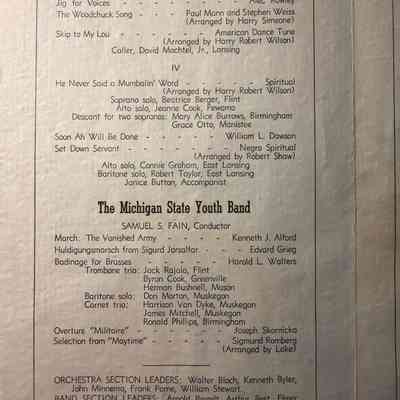 Jig for Voices - - - - - - Alec Rowley
The Woodchuck Song - - - - Paul Mann and Stephen Weiss
(Arranged by Harry Simeone)
Skip to My Lou - - - - - American Dance Tune
(Arranged by Harry Robert Wilson)
Caller, David Machtel, Jr., Lansing
IV
He Never Said a Mumbalin' Word - - - - Spiritual
(Arranged by Harry Robert Wilson)
Soprano solo, Beatrice Berger, Flint
Alto solo, Jeanne Cook, Fowamo
Descant for two sopranos: Mary Alice Burrows, Birmingham
Grace Otto, Manistee
Soon Ah Will Be Done - - - - - William L. Dawson
Set Down Servant - - - - - Negro Spiritual
(Arranged by Robert Shaw)
Alto solo, Connie Graham, East Lansing
Baritone solo, Robert Taylor, East Lansing
Janice Button, Accompanist
The Michigan State Youth Band
SAMUEL S. FAIN, Conductor
March: The Vanished Army - - - - Kenneth J. Alford
Huldigungsmarch from Sigurd Jorsalfar - - - Edvard Grieg
Badinage for Brasses - - - - - Harold L. Walters
Trombone trio: Jack Rajala, Flint
Byron Cook, Greenville
Herman Bushnell, Mason
Baritone solo: Don Morton, Muskegon
Cornet trio: Harrison Van Dyke, Muskegon
James Mitchell, Muskegon
Ronald Phillips, Birmingham
Overture "Militaire" - - - - - Joseph Skornicka
Selection from "Maytime" - - - - Sigmund Romberg
(Arranged by Lake)
ORCHESTRA SECTION LEADERS: Walter Bloch, Kenneth Byler,
John Minnema, Frank Fome, William Stewart.
BAND SECTION LEADERS: Arnold Best, Elmer